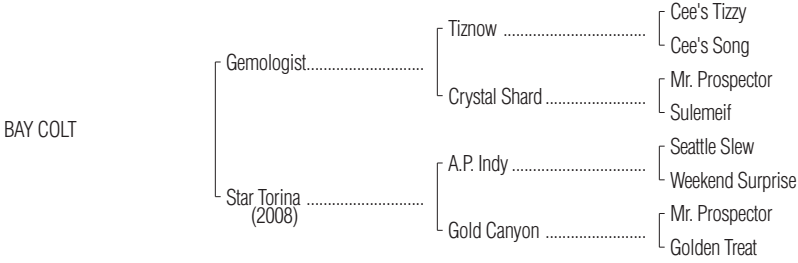 Cee's Tizzy
Tiznow ................................
Cee's Song
Gemologist..........................
Mr. Prospector
Crystal Shard .......................
Sulemeif
BAY COLT
Seattle Slew
A.P. Indy ..............................
Weekend Surprise
Star Torina ..........................
(2008)
Mr. Prospector
Gold Canyon .......................
Golden Treat